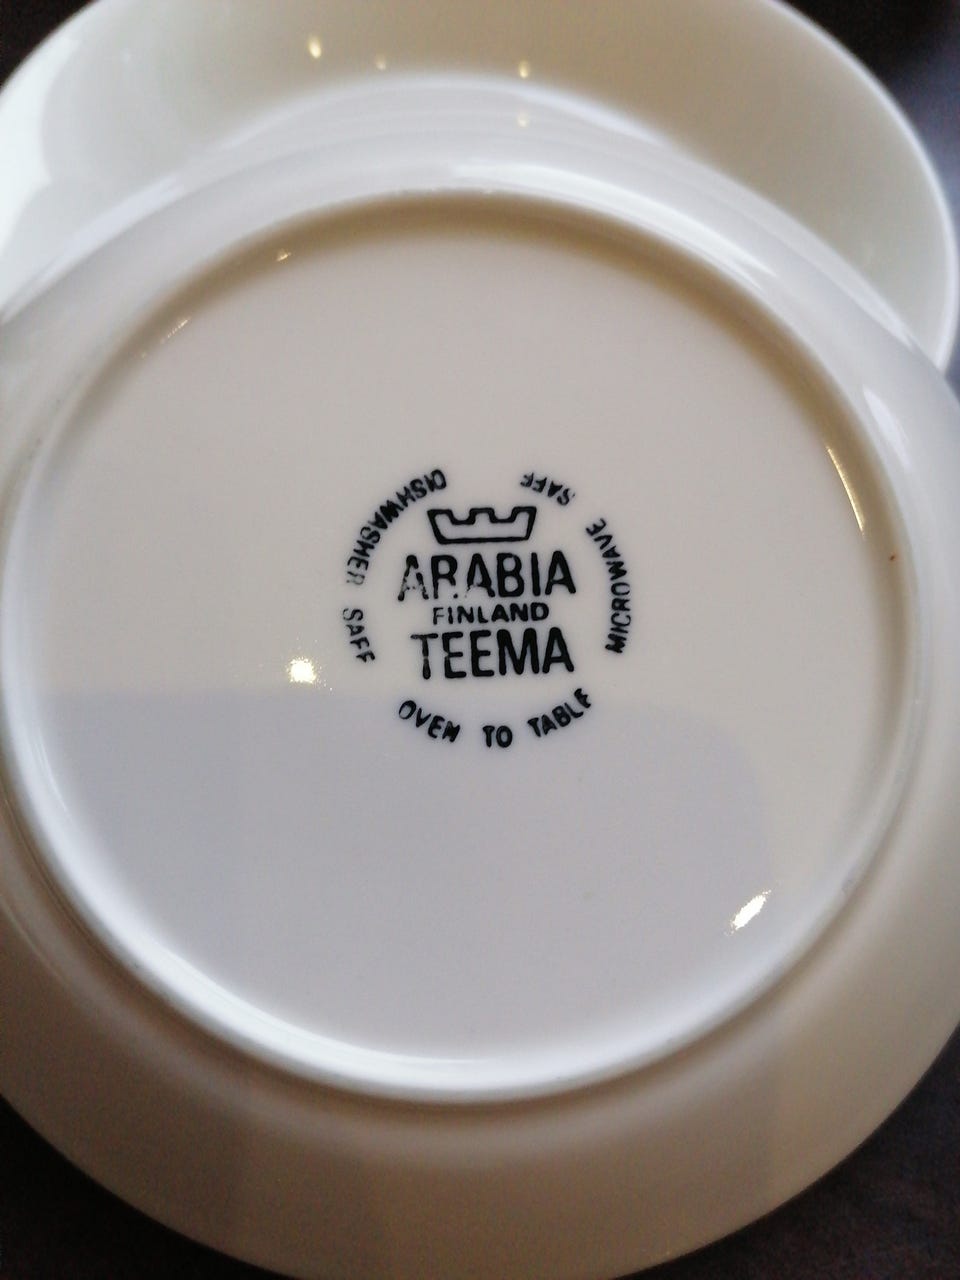 ARABIA
FINLAND
TEEMA
DISHWASHER SAFE
OVEN TO TABLE
MICROWAVE SAFE